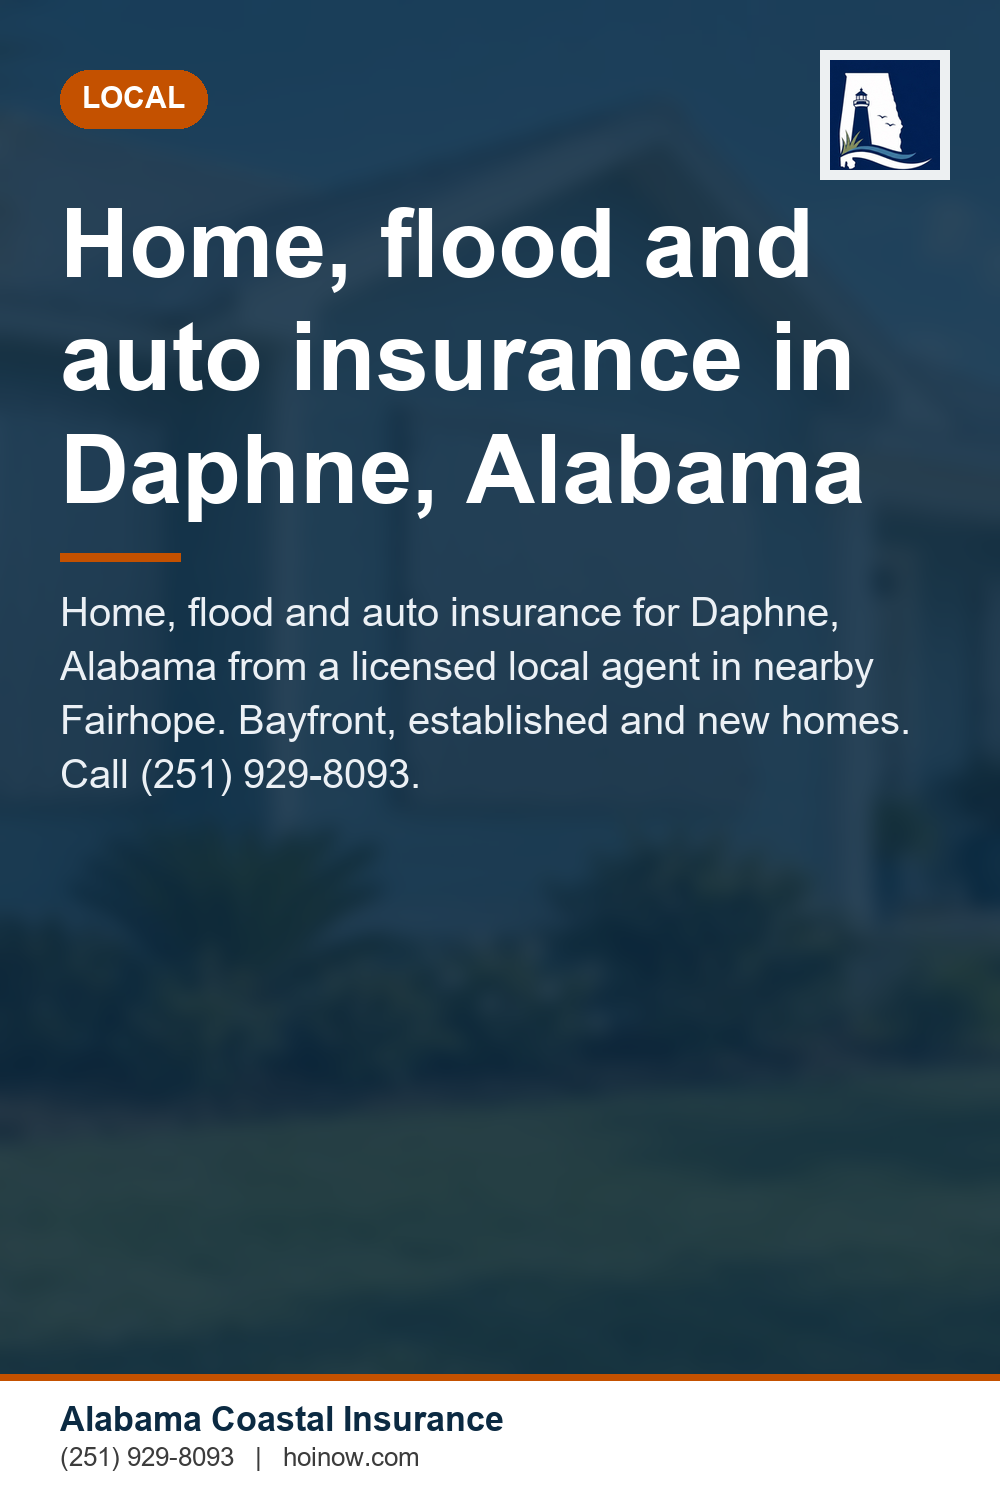 LOCAL
Home, flood and
auto insurance in
Daphne, Alabama
Home, flood and auto insurance for Daphne,
Alabama from a licensed local agent in nearby
Fairhope. Bayfront, established and new homes.
Call (251) 929-8093.
Alabama Coastal Insurance
(251) 929-8093 | hoinow.com